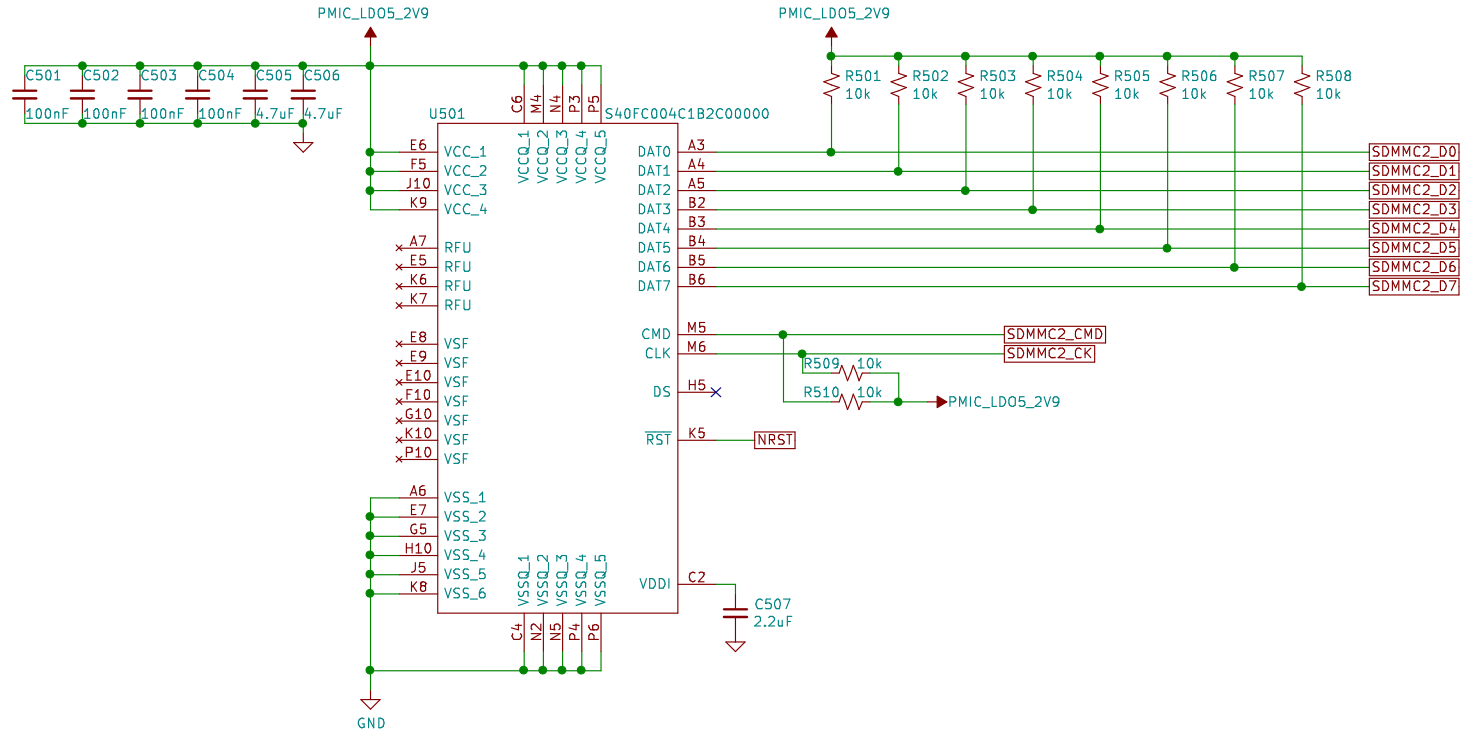 PMIC_LDO5_2V9
PMIC_LDO5_2V9
C501
C502
C503
C504
C505
C506
100nF
100nF
100nF
100nF
4.7uF
4.7uF
R501
10k
R502
10k
R503
10k
R504
10k
R505
10k
R506
10k
R507
10k
R508
10k
U501
S40FC004C1B2C00000
C6
M4
N4
P3
P5
VCCQ_1
VCCQ_2
VCCQ_3
VCCQ_4
VCCQ_5
E6 VCC_1
F5 VCC_2
J10 VCC_3
K9 VCC_4
A7 RFU
E5 RFU
K6 RFU
K7 RFU
E8 VSF
E9 VSF
E10 VSF
F10 VSF
G10 VSF
K10 VSF
P10 VSF
A6 VSS_1
E7 VSS_2
G5 VSS_3
H10 VSS_4
J5 VSS_5
K8 VSS_6
DAT0 A3 SDMMC2_D0
DAT1 A4 SDMMC2_D1
DAT2 A5 SDMMC2_D2
DAT3 B2 SDMMC2_D3
DAT4 B3 SDMMC2_D4
DAT5 B4 SDMMC2_D5
DAT6 B5 SDMMC2_D6
DAT7 B6 SDMMC2_D7
CMD M5 SDMMC2_CMD
CLK M6 SDMMC2_CK
R509 10k
DS H5
R510 10k
PMIC_LDO5_2V9
RST K5 NRST
VDDI C2
C507
2.2uF
VSSQ_1
VSSQ_2
VSSQ_3
VSSQ_4
VSSQ_5
C4
N2
N5
P4
P6
GND